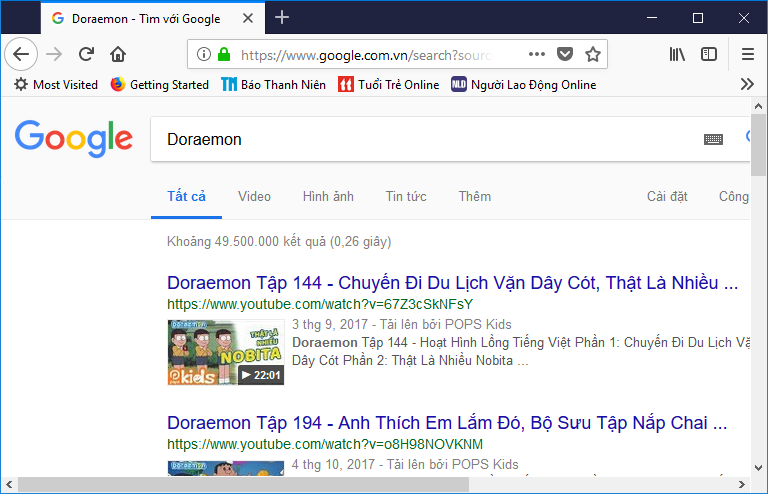 Doraemon - Tìm với Google
https://www.google.com.vn/search?sourc
Most Visited Getting Started TN Báo Thanh Niên Tuổi Trẻ Online NLD Người Lao Động Online
Google Doraemon
Tất cả Video Hình ảnh Tin tức Thêm Cài đặt Công
Khoảng 49.500.000 kết quả (0,26 giây)
Doraemon Tập 144 - Chuyến Đi Du Lịch Vặn Dây Cót, Thật Là Nhiều ...
https://www.youtube.com/watch?v=67Z3cSkNFsY
3 thg 9, 2017 - Tải lên bởi POPS Kids
Doraemon Tập 144 - Hoạt Hình Lồng Tiếng Việt Phần 1: Chuyến Đi Du Lịch Vặ
Dây Cót Phần 2: Thật Là Nhiều Nobita ...
THẬT LÀ
NHIỀU
NOBITA
kids
22:01
Doraemon Tập 194 - Anh Thích Em Lắm Đó, Bộ Sưu Tập Nắp Chai ...
https://www.youtube.com/watch?v=o8H98NOVKNM
4 thg 10, 2017 - Tải lên bởi POPS Kids